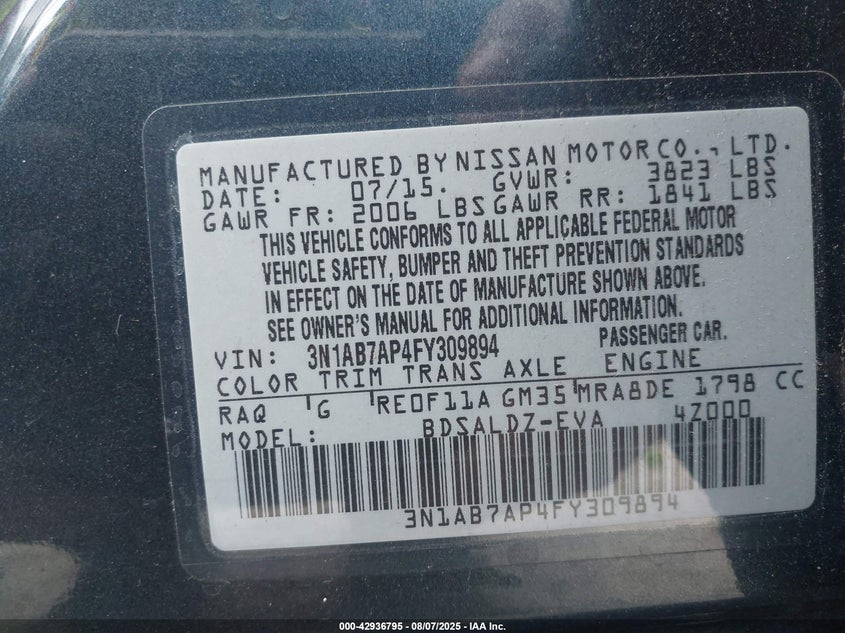 MANUFACTURED BY NISSAN MOTOR CO., LTD.
DATE: 07/15. GVWR: 3823 LBS
GAWR FR: 2006 LBS GAWR RR: 1841 LBS
THIS VEHICLE CONFORMS TO ALL APPLICABLE FEDERAL MOTOR
VEHICLE SAFETY, BUMPER AND THEFT PREVENTION STANDARDS
IN EFFECT ON THE DATE OF MANUFACTURE SHOWN ABOVE.
SEE OWNER'S MANUAL FOR ADDITIONAL INFORMATION.
VIN: 3N1AB7AP4FY309894 PASSENGER CAR.
COLOR TRIM TRANS AXLE ENGINE
RAQ G RE0F11A GM35 MRA8DE 1798 CC
MODEL: BDSALDZ-EVA 4Z000
3N1AB7AP4FY309894
000-42936795 — 08/07/2025 — IAA Inc.